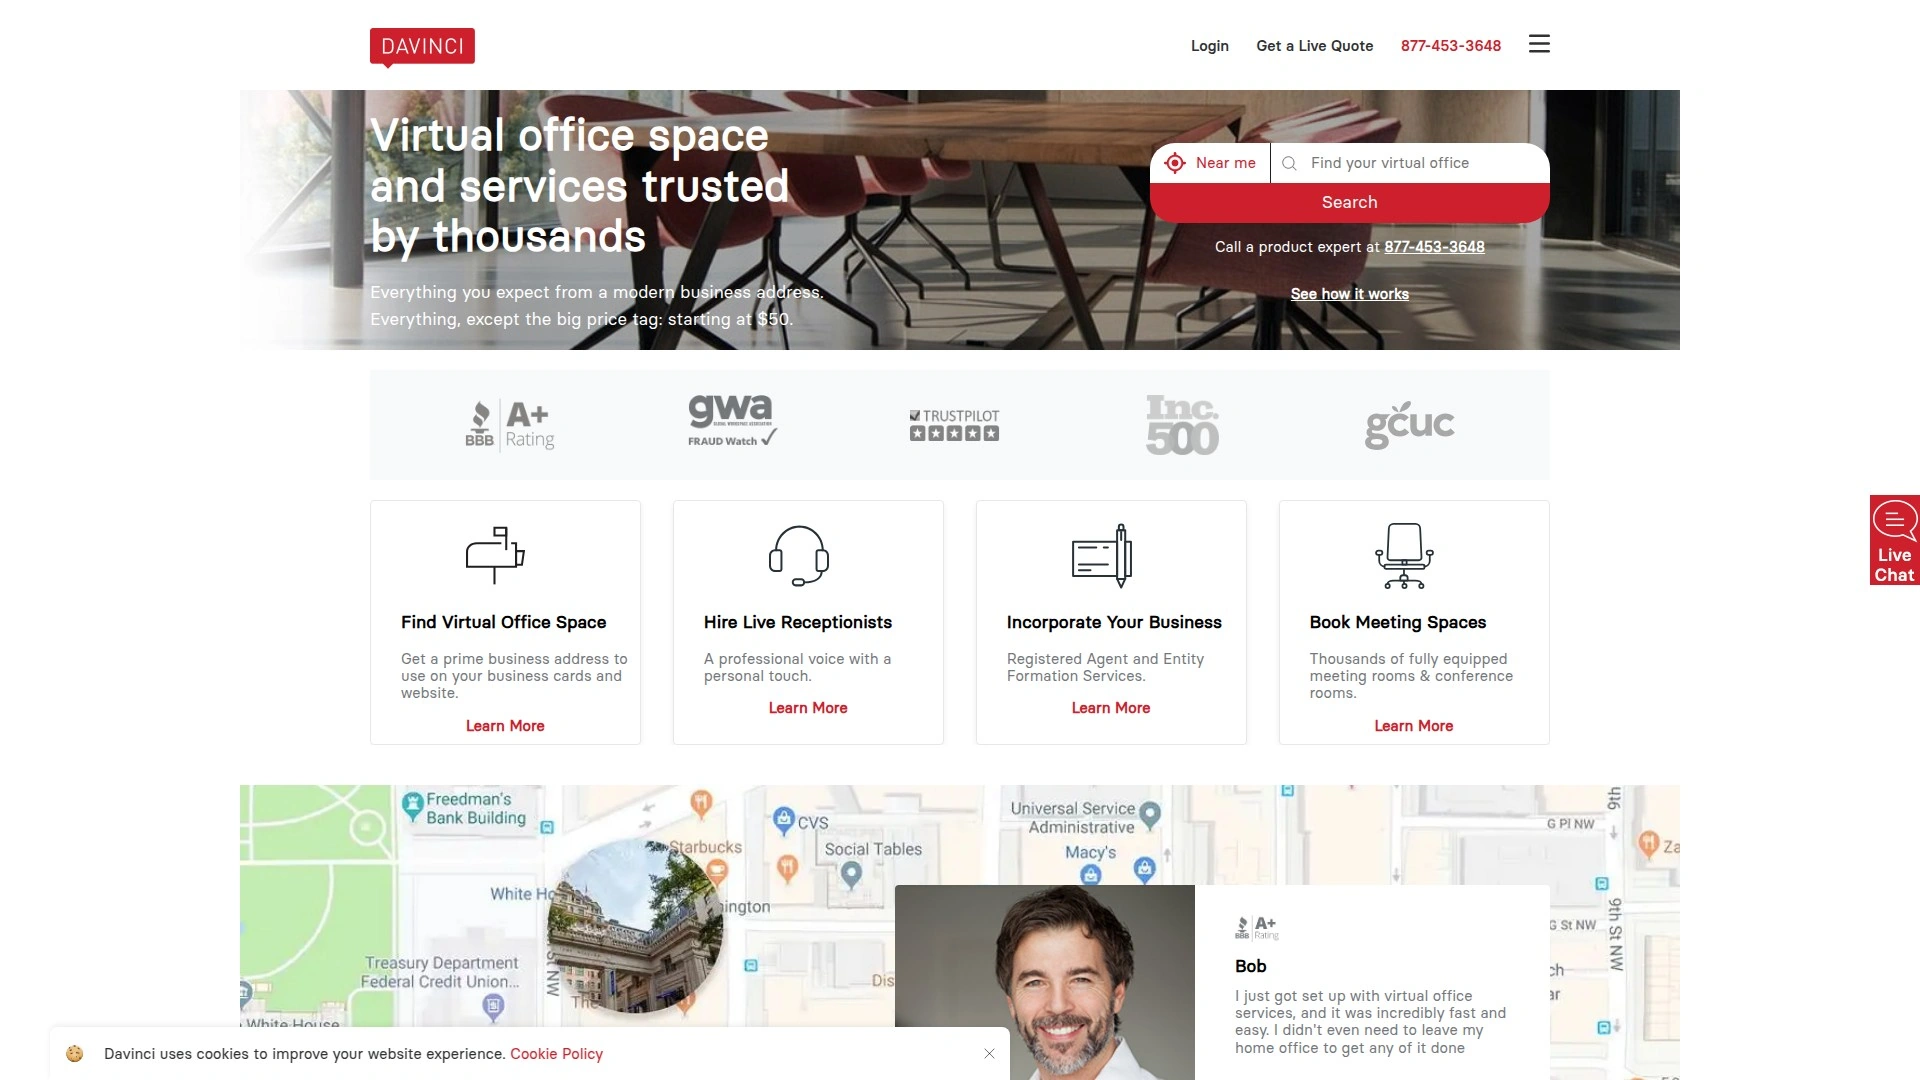 DAVINCI
Login
Get a Live Quote
877-453-3648
Virtual office space
and services trusted
by thousands
Everything you expect from a modern business address.
Everything, except the big price tag: starting at $50.
Near me
Find your virtual office
Search
Call a product expert at 877-453-3648
See how it works
BBB
A+
Rating
gwa
FRAUD Watch
TRUSTPILOT
Inc.
500
gcuc
Live
Chat
Find Virtual Office Space
Get a prime business address to
use on your business cards and
website.
Learn More
Hire Live Receptionists
A professional voice with a
personal touch.
Learn More
Incorporate Your Business
Registered Agent and Entity
Formation Services.
Learn More
Book Meeting Spaces
Thousands of fully equipped
meeting rooms & conference
rooms.
Learn More
Freedman's
Bank Building
CVS
Universal Service
Administrative
9th
G Pl NW
Starbucks
Social Tables
Macy's
Za
White Ho
ington
G St NW
9th St NW
Treasury Department
Federal Credit Union...
St NW
The
Dis
ch
ar
White House
BBB
A+
Rating
Bob
I just got set up with virtual office
services, and it was incredibly fast and
easy. I didn't even need to leave my
home office to get any of it done
Davinci uses cookies to improve your website experience. Cookie Policy